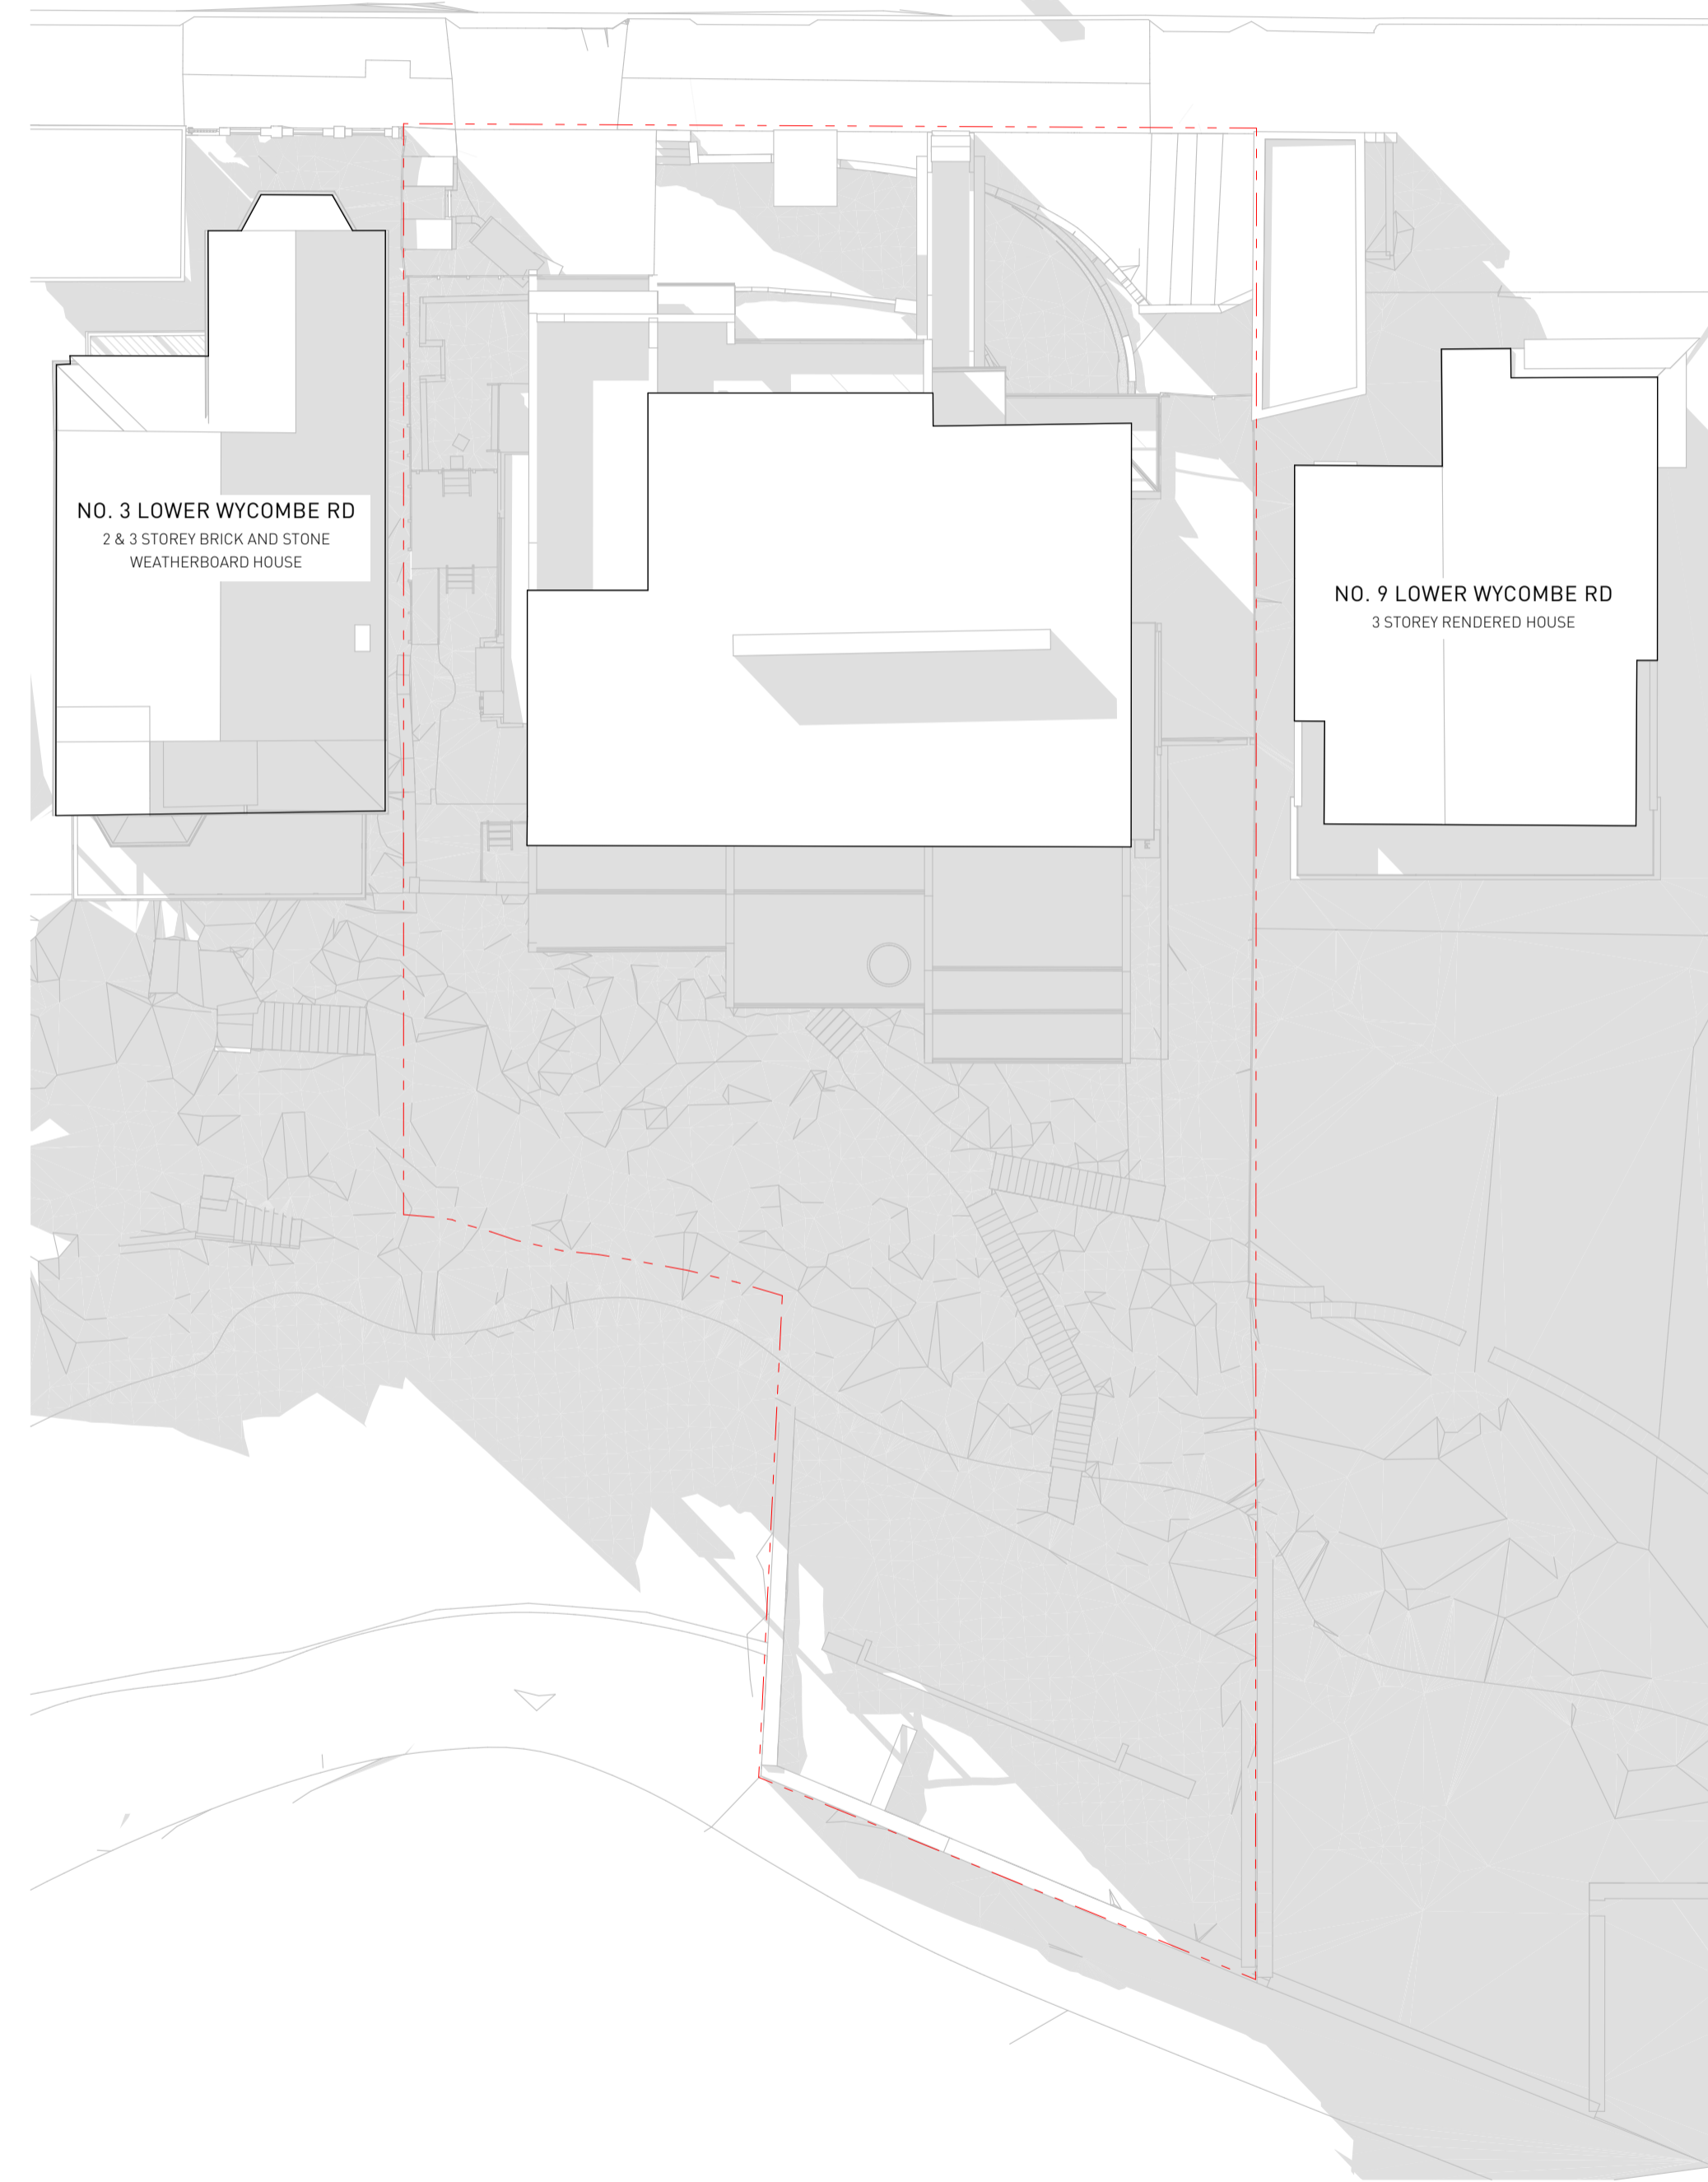 NO. 3 LOWER WYCOMBE RD
2 & 3 STOREY BRICK AND STONE
WEATHERBOARD HOUSE
NO. 9 LOWER WYCOMBE RD
3 STOREY RENDERED HOUSE